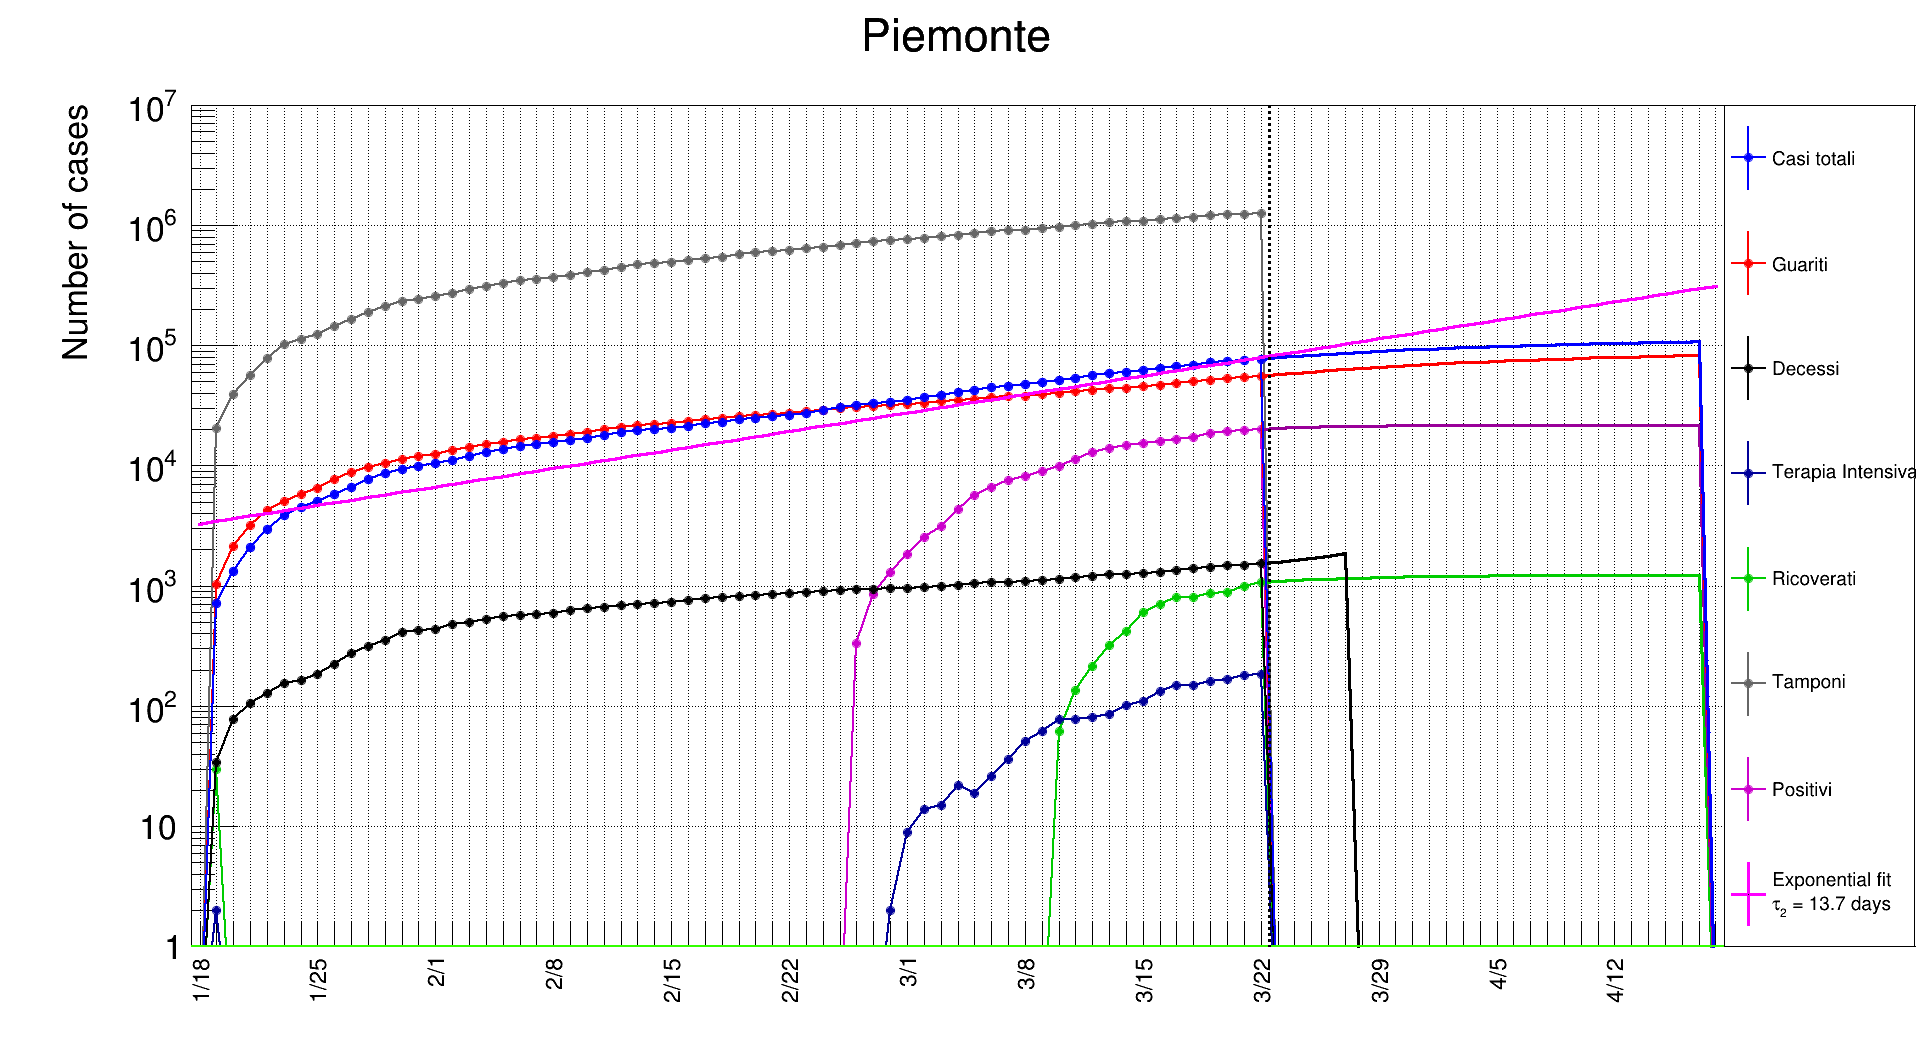 Piemonte
Number of cases
10^7
10^6
10^5
10^4
10^3
10^2
10
1
1/18
1/25
2/1
2/8
2/15
2/22
3/1
3/8
3/15
3/22
3/29
4/5
4/12
Casi totali
Guariti
Decessi
Terapia Intensiva
Ricoverati
Tamponi
Positivi
Exponential fit
τ₂ = 13.7 days